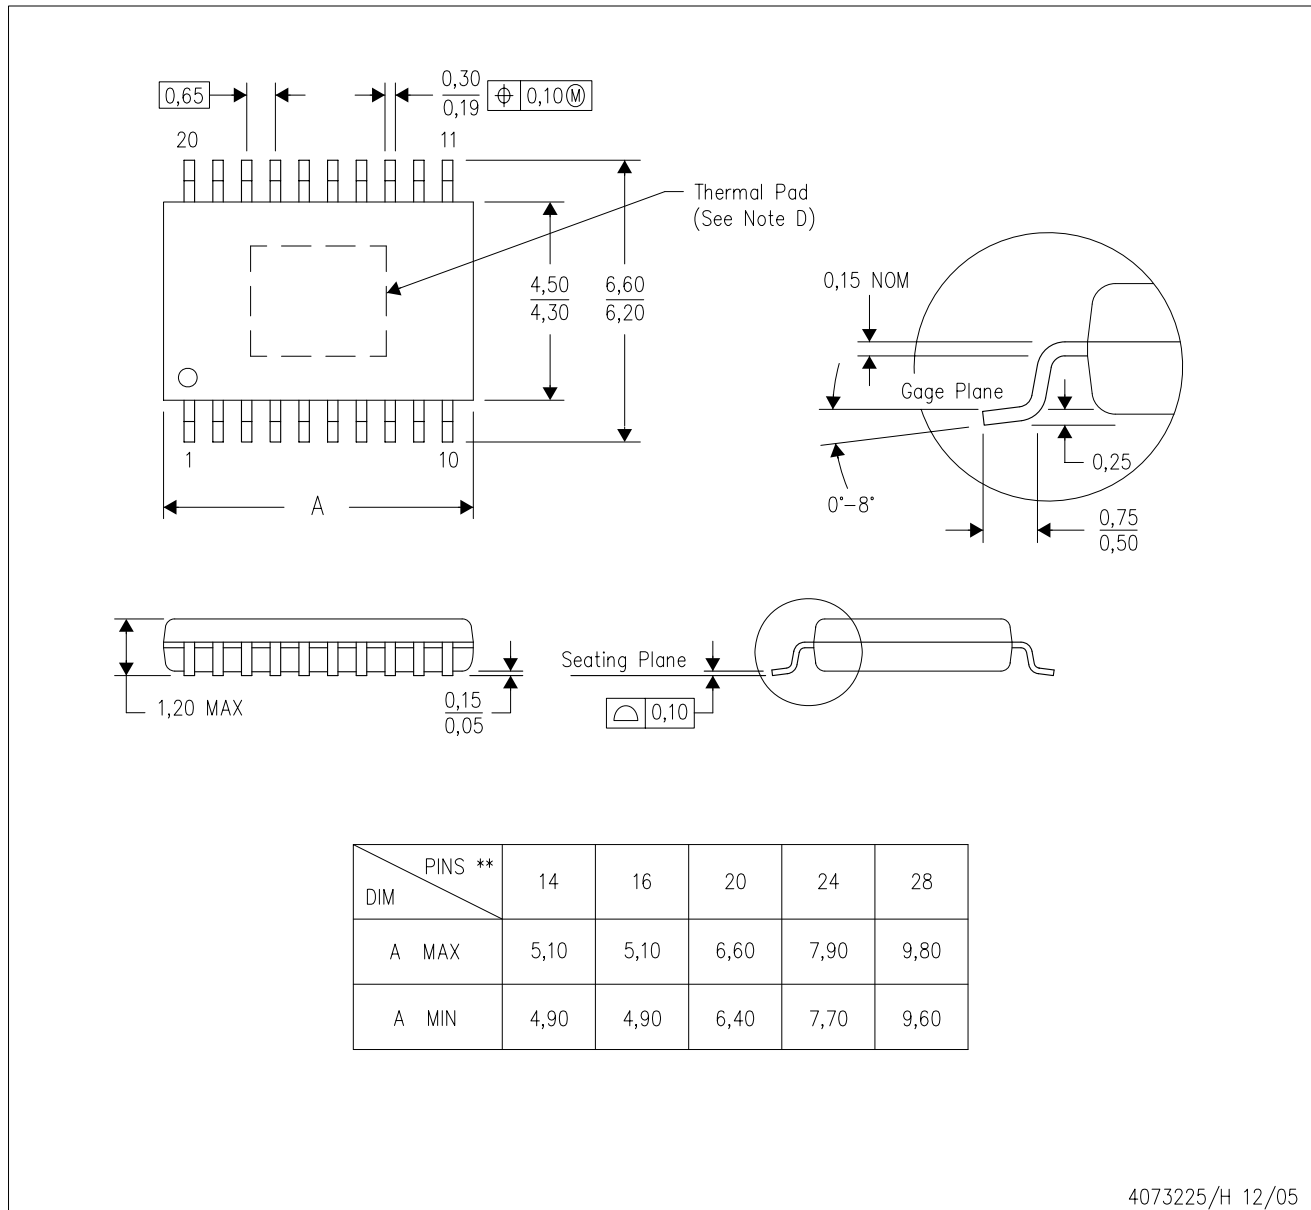 0,65
0,30
0,19
0,10 M
20
11
Thermal Pad
(See Note D)
4,50
4,30
6,60
6,20
1
10
A
0,15 NOM
Gage Plane
0,25
0°–8°
0,75
0,50
1,20 MAX
0,15
0,05
Seating Plane
0,10
PINS **
DIM
14 16 20 24 28
A MAX 5,10 5,10 6,60 7,90 9,80
A MIN 4,90 4,90 6,40 7,70 9,60
4073225/H 12/05